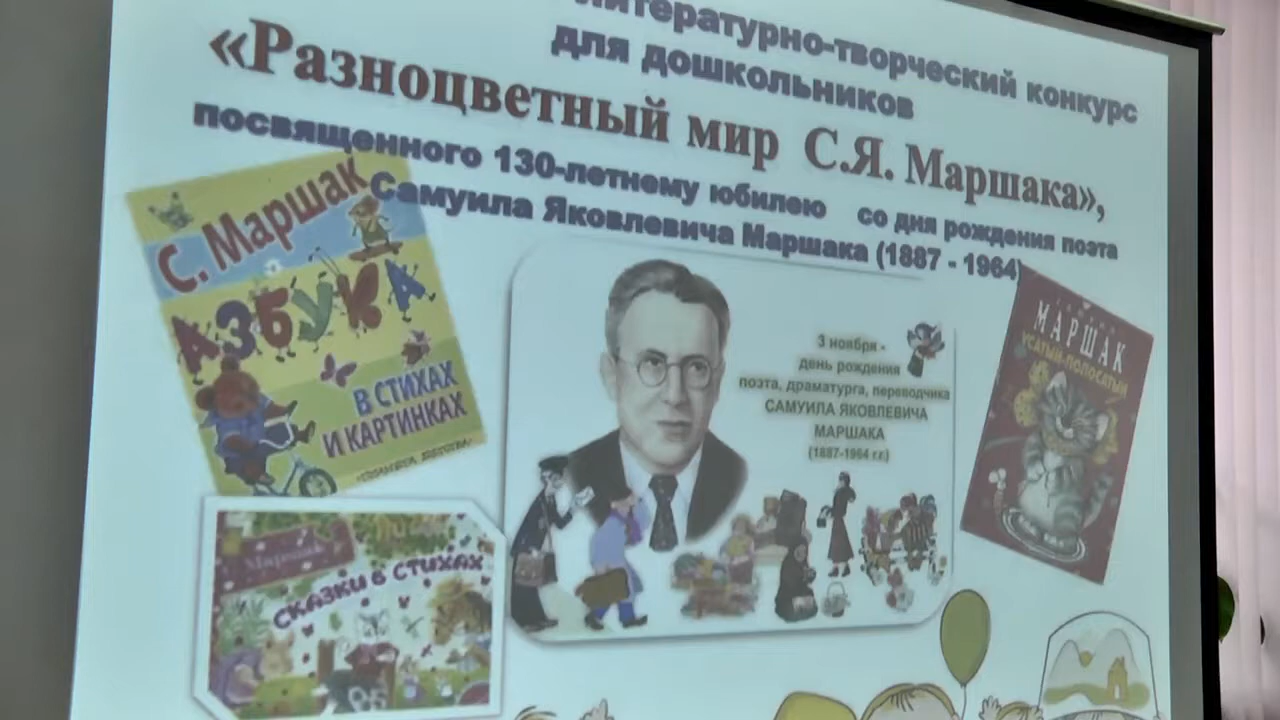 литературно-творческий конкурс
для дошкольников
«Разноцветный мир С.Я. Маршака»,
посвященного 130-летнему юбилею со дня рождения поэта
Самуила Яковлевича Маршака (1887 - 1964)
С. Маршак
АЗБУКА
В СТИХАХ
И КАРТИНКАХ
3 ноября -
день рождения
поэта, драматурга, переводчика
САМУИЛА ЯКОВЛЕВИЧА
МАРШАКА
(1887-1964 г.г)
МАРШАК
УСАТЫЙ-ПОЛОСАТЫЙ
Маршак
СКАЗКИ В СТИХАХ